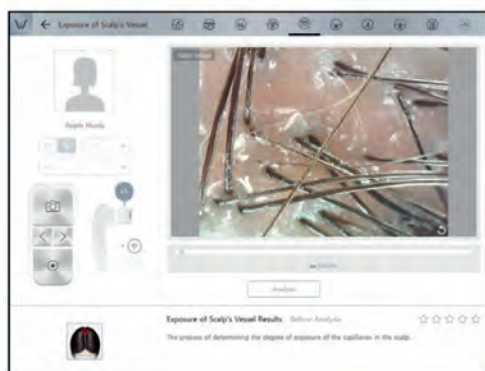 Exposure of Scalp's Vessel
Analysis
Exposure of Scalp's Vessel Results Before Analysis
The process of determining the degree of exposure of the capillaries in the scalp.